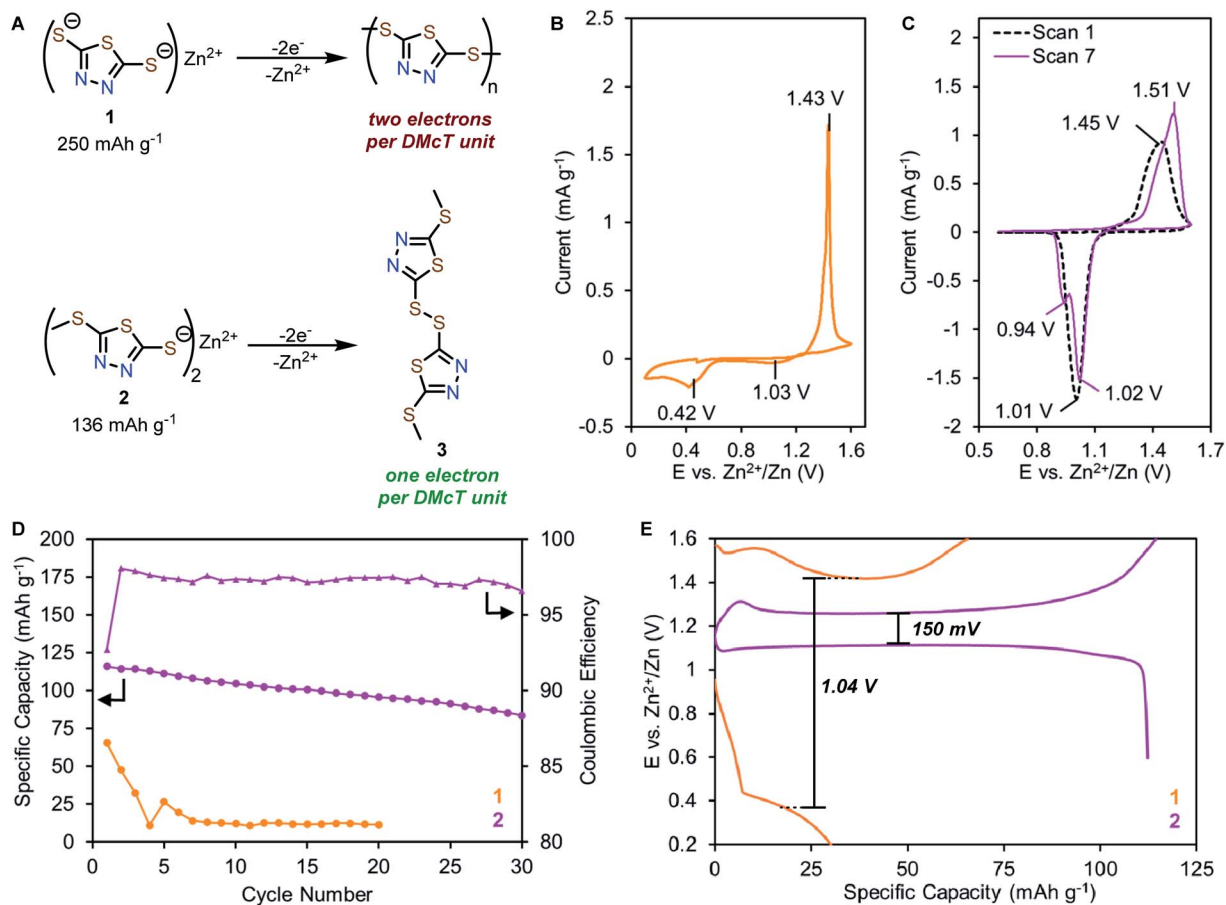 A
S⊖
S
S⊖
N
N
Zn²⁺
1
250 mAh g⁻¹
-2e⁻
-Zn²⁺
S
S
S
N
N
n
two electrons
per DMcT unit
S
S
S⊖
N
N
2
Zn²⁺
2
136 mAh g⁻¹
-2e⁻
-Zn²⁺
S
N
N
S
S
S
S
N
N
S
3
one electron
per DMcT unit
B
2.5
2
1.5
1
0.5
0
-0.5
Current (mA g⁻¹)
1.43 V
0.42 V
1.03 V
0
0.4
0.8
1.2
1.6
E vs. Zn²⁺/Zn (V)
C
Scan 1
Scan 7
2
1.5
1
0.5
0
-0.5
-1
-1.5
-2
Current (mA g⁻¹)
1.51 V
1.45 V
0.94 V
1.01 V
1.02 V
0.5
0.8
1.1
1.4
1.7
E vs. Zn²⁺/Zn (V)
D
200
175
150
125
100
75
50
25
0
Specific Capacity (mAh g⁻¹)
100
95
90
85
80
Coulombic Efficiency
1
2
0
5
10
15
20
25
30
Cycle Number
E
1.6
1.4
1.2
1.0
0.8
0.6
0.4
0.2
E vs. Zn²⁺/Zn (V)
150 mV
1.04 V
1
2
0
25
50
75
100
125
Specific Capacity (mAh g⁻¹)